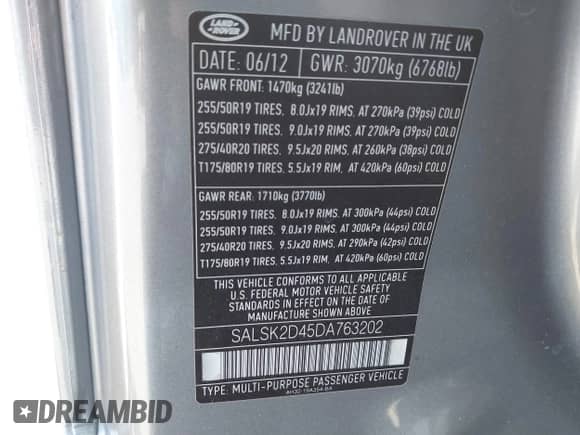 LAND
ROVER
MFD BY LANDROVER IN THE UK
DATE: 06/12 GWR: 3070kg (6768lb)
GAWR FRONT: 1470kg (3241lb)
255/50R19 TIRES, 8.0Jx19 RIMS, AT 270kPa (39psi) COLD
255/50R19 TIRES, 9.0Jx19 RIMS, AT 270kPa (39psi) COLD
275/40R20 TIRES, 9.5Jx20 RIMS, AT 260kPa (38psi) COLD
T175/80R19 TIRES, 5.5Jx19 RIM, AT 420kPa (60psi) COLD
GAWR REAR: 1710kg (3770lb)
255/50R19 TIRES, 8.0Jx19 RIMS, AT 300kPa (44psi) COLD
255/50R19 TIRES, 9.0Jx19 RIMS, AT 300kPa (44psi) COLD
275/40R20 TIRES, 9.5Jx20 RIMS, AT 290kPa (42psi) COLD
T175/80R19 TIRES, 5.5Jx19 RIM, AT 420kPa (60psi) COLD
THIS VEHICLE CONFORMS TO ALL APPLICABLE
U.S. FEDERAL MOTOR VEHICLE SAFETY
STANDARDS IN EFFECT ON THE DATE OF
MANUFACTURE SHOWN ABOVE.
SALSK2D45DA763202
TYPE: MULTI-PURPOSE PASSENGER VEHICLE
DREAMBID